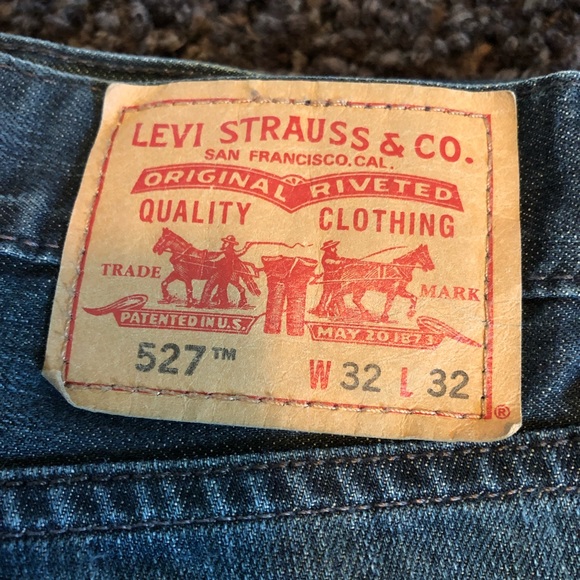 LEVI STRAUSS & CO.
SAN FRANCISCO, CAL.
ORIGINAL RIVETED
QUALITY CLOTHING
TRADE MARK
PATENTED IN U.S. MAY 20 1873
527™ W 32 L 32
®